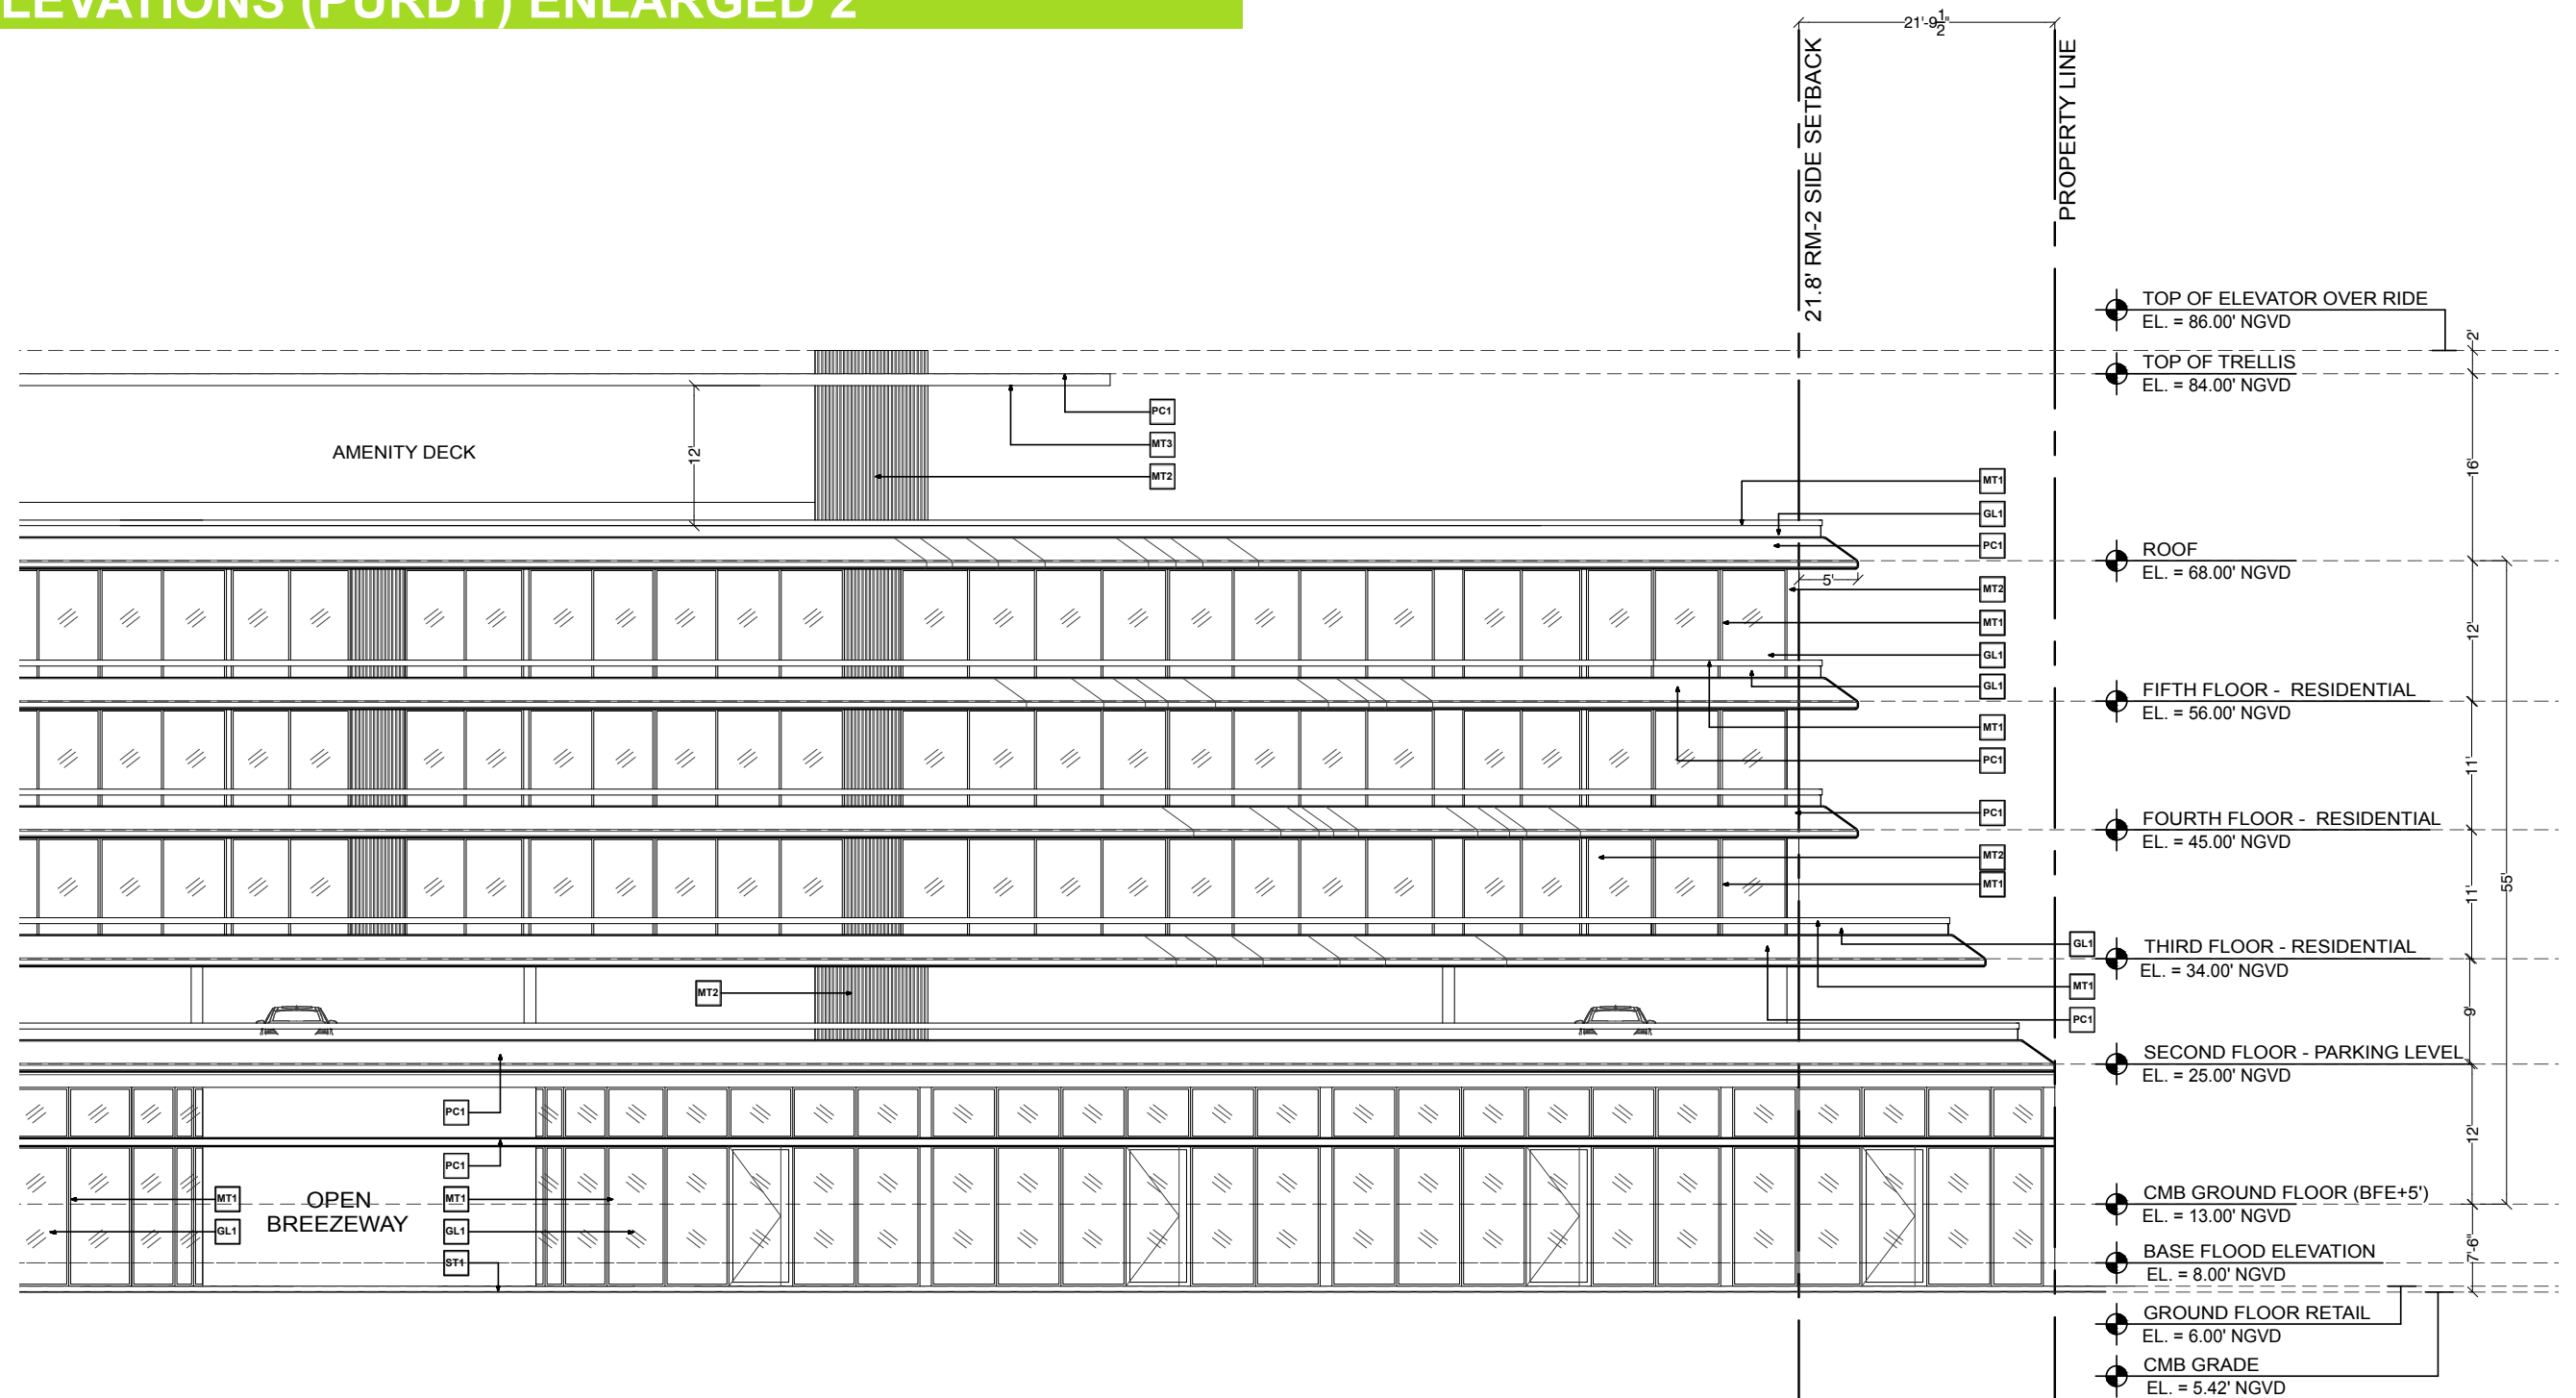 LEVATIONS (PURDY) ENLARGED 2
21'-9 1/2"
21.8' RM-2 SIDE SETBACK
PROPERTY LINE
TOP OF ELEVATOR OVER RIDE
EL. = 86.00' NGVD
2'
TOP OF TRELLIS
EL. = 84.00' NGVD
PC1
MT3
MT2
AMENITY DECK
12'
16'
MT1
GL1
PC1
ROOF
EL. = 68.00' NGVD
5'
MT2
MT1
GL1
GL1
12'
FIFTH FLOOR - RESIDENTIAL
EL. = 56.00' NGVD
MT1
PC1
11'
PC1
FOURTH FLOOR - RESIDENTIAL
EL. = 45.00' NGVD
MT2
MT1
11'
55'
GL1
THIRD FLOOR - RESIDENTIAL
EL. = 34.00' NGVD
MT2
MT1
PC1
9'
SECOND FLOOR - PARKING LEVEL
EL. = 25.00' NGVD
PC1
12'
PC1
MT1
OPEN
BREEZEWAY
MT1
GL1
GL1
ST1
CMB GROUND FLOOR (BFE+5')
EL. = 13.00' NGVD
7'-6"
BASE FLOOD ELEVATION
EL. = 8.00' NGVD
GROUND FLOOR RETAIL
EL. = 6.00' NGVD
CMB GRADE
EL. = 5.42' NGVD